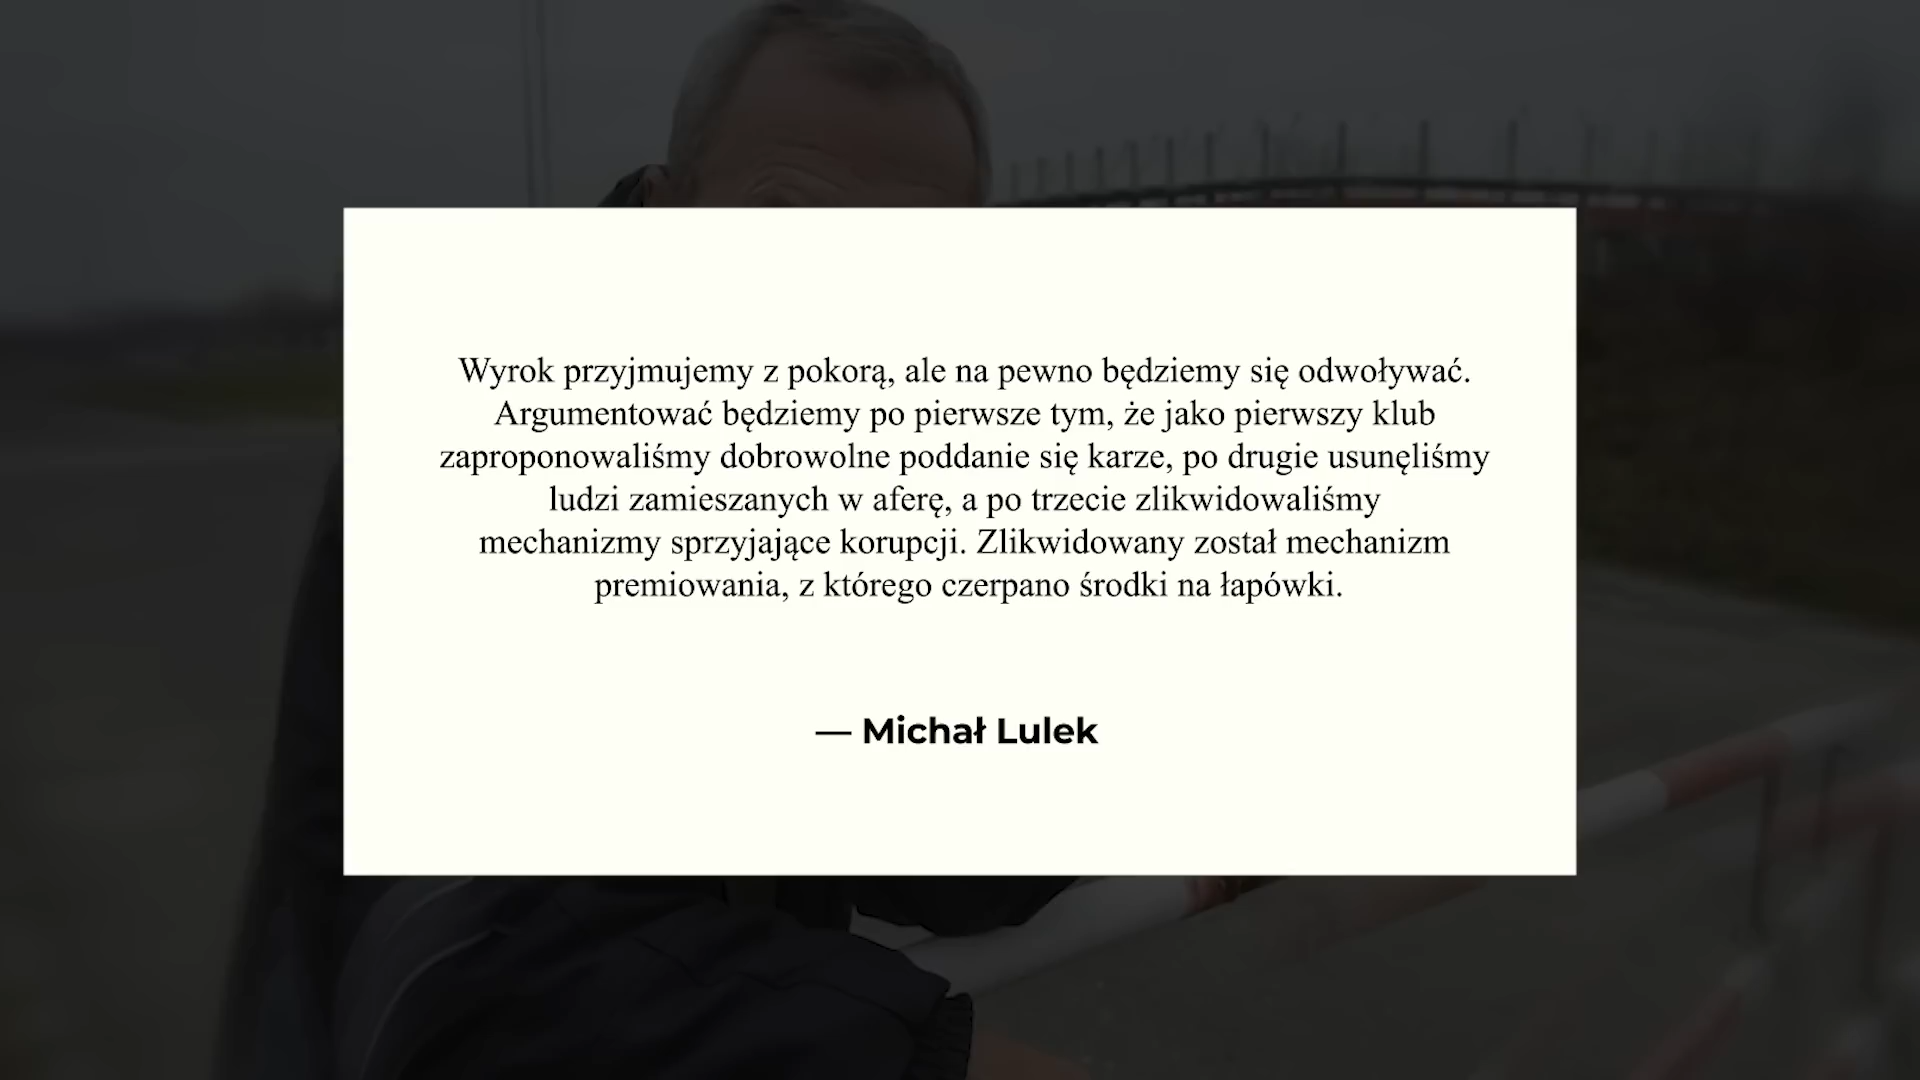 Wyrok przyjmujemy z pokorą, ale na pewno będziemy się odwoływać.
Argumentować będziemy po pierwsze tym, że jako pierwszy klub
zaproponowaliśmy dobrowolne poddanie się karze, po drugie usunęliśmy
ludzi zamieszanych w aferę, a po trzecie zlikwidowaliśmy
mechanizmy sprzyjające korupcji. Zlikwidowany został mechanizm
premiowania, z którego czerpano środki na łapówki.
— Michał Lulek